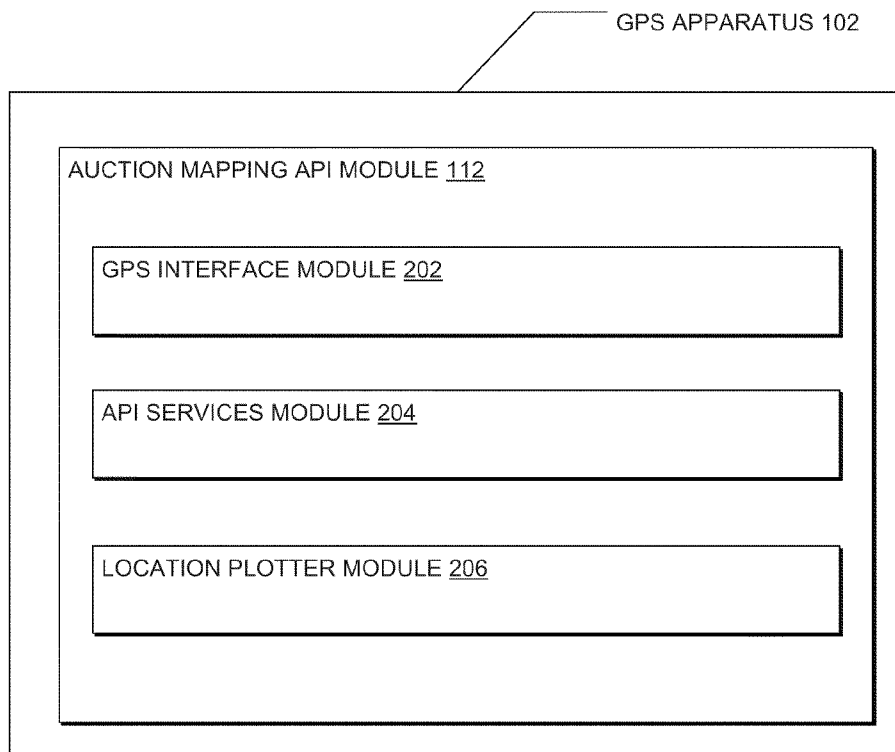 GPS APPARATUS 102
AUCTION MAPPING API MODULE 112
GPS INTERFACE MODULE 202
API SERVICES MODULE 204
LOCATION PLOTTER MODULE 206